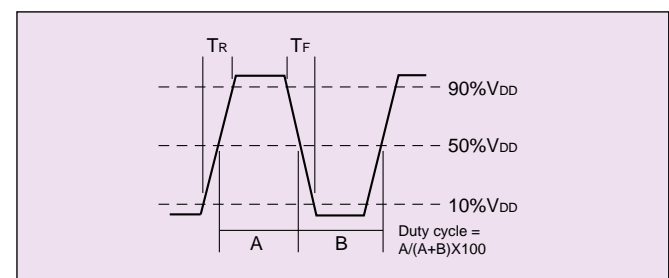 TR TF
90%VDD
50%VDD
10%VDD
A B
Duty cycle =
A/(A+B)X100